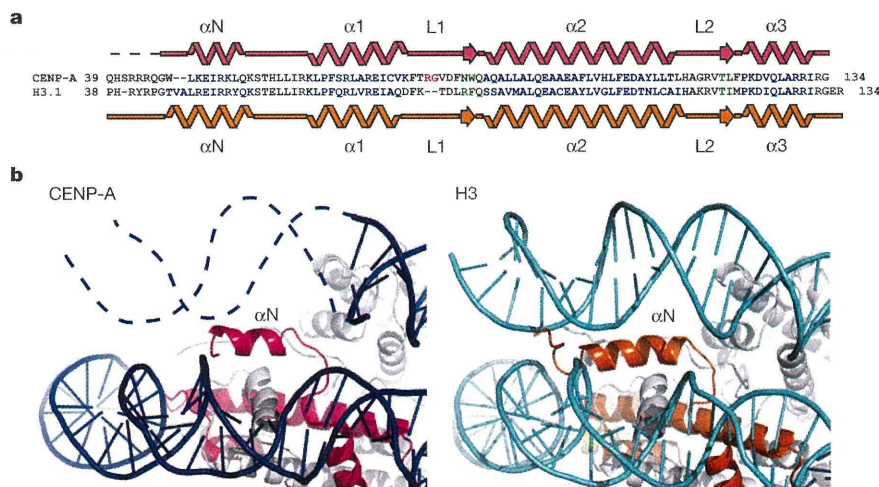 a
αN α1 L1 α2 L2 α3
CENP-A 39 QHSRRRQGW--LKEIRKLQKSTHLLIRKLPFSRLAREICVKFTRGVDFNWQAQALLALQEAAEAFLVHLFEDAYLLTLHAGRVTLFPKDVQLARRIRG 134
H3.1 38 PH-RYRPGTVALREIRRYQKSTELLIRKLPFQRLVREIAQDFK--TDLRFQSSAVMALQEACEAYLVGLFEDTNLCAIHAKRVTIMPKDIQLARRIRGER 134
αN α1 L1 α2 L2 α3
b
CENP-A H3
αN αN